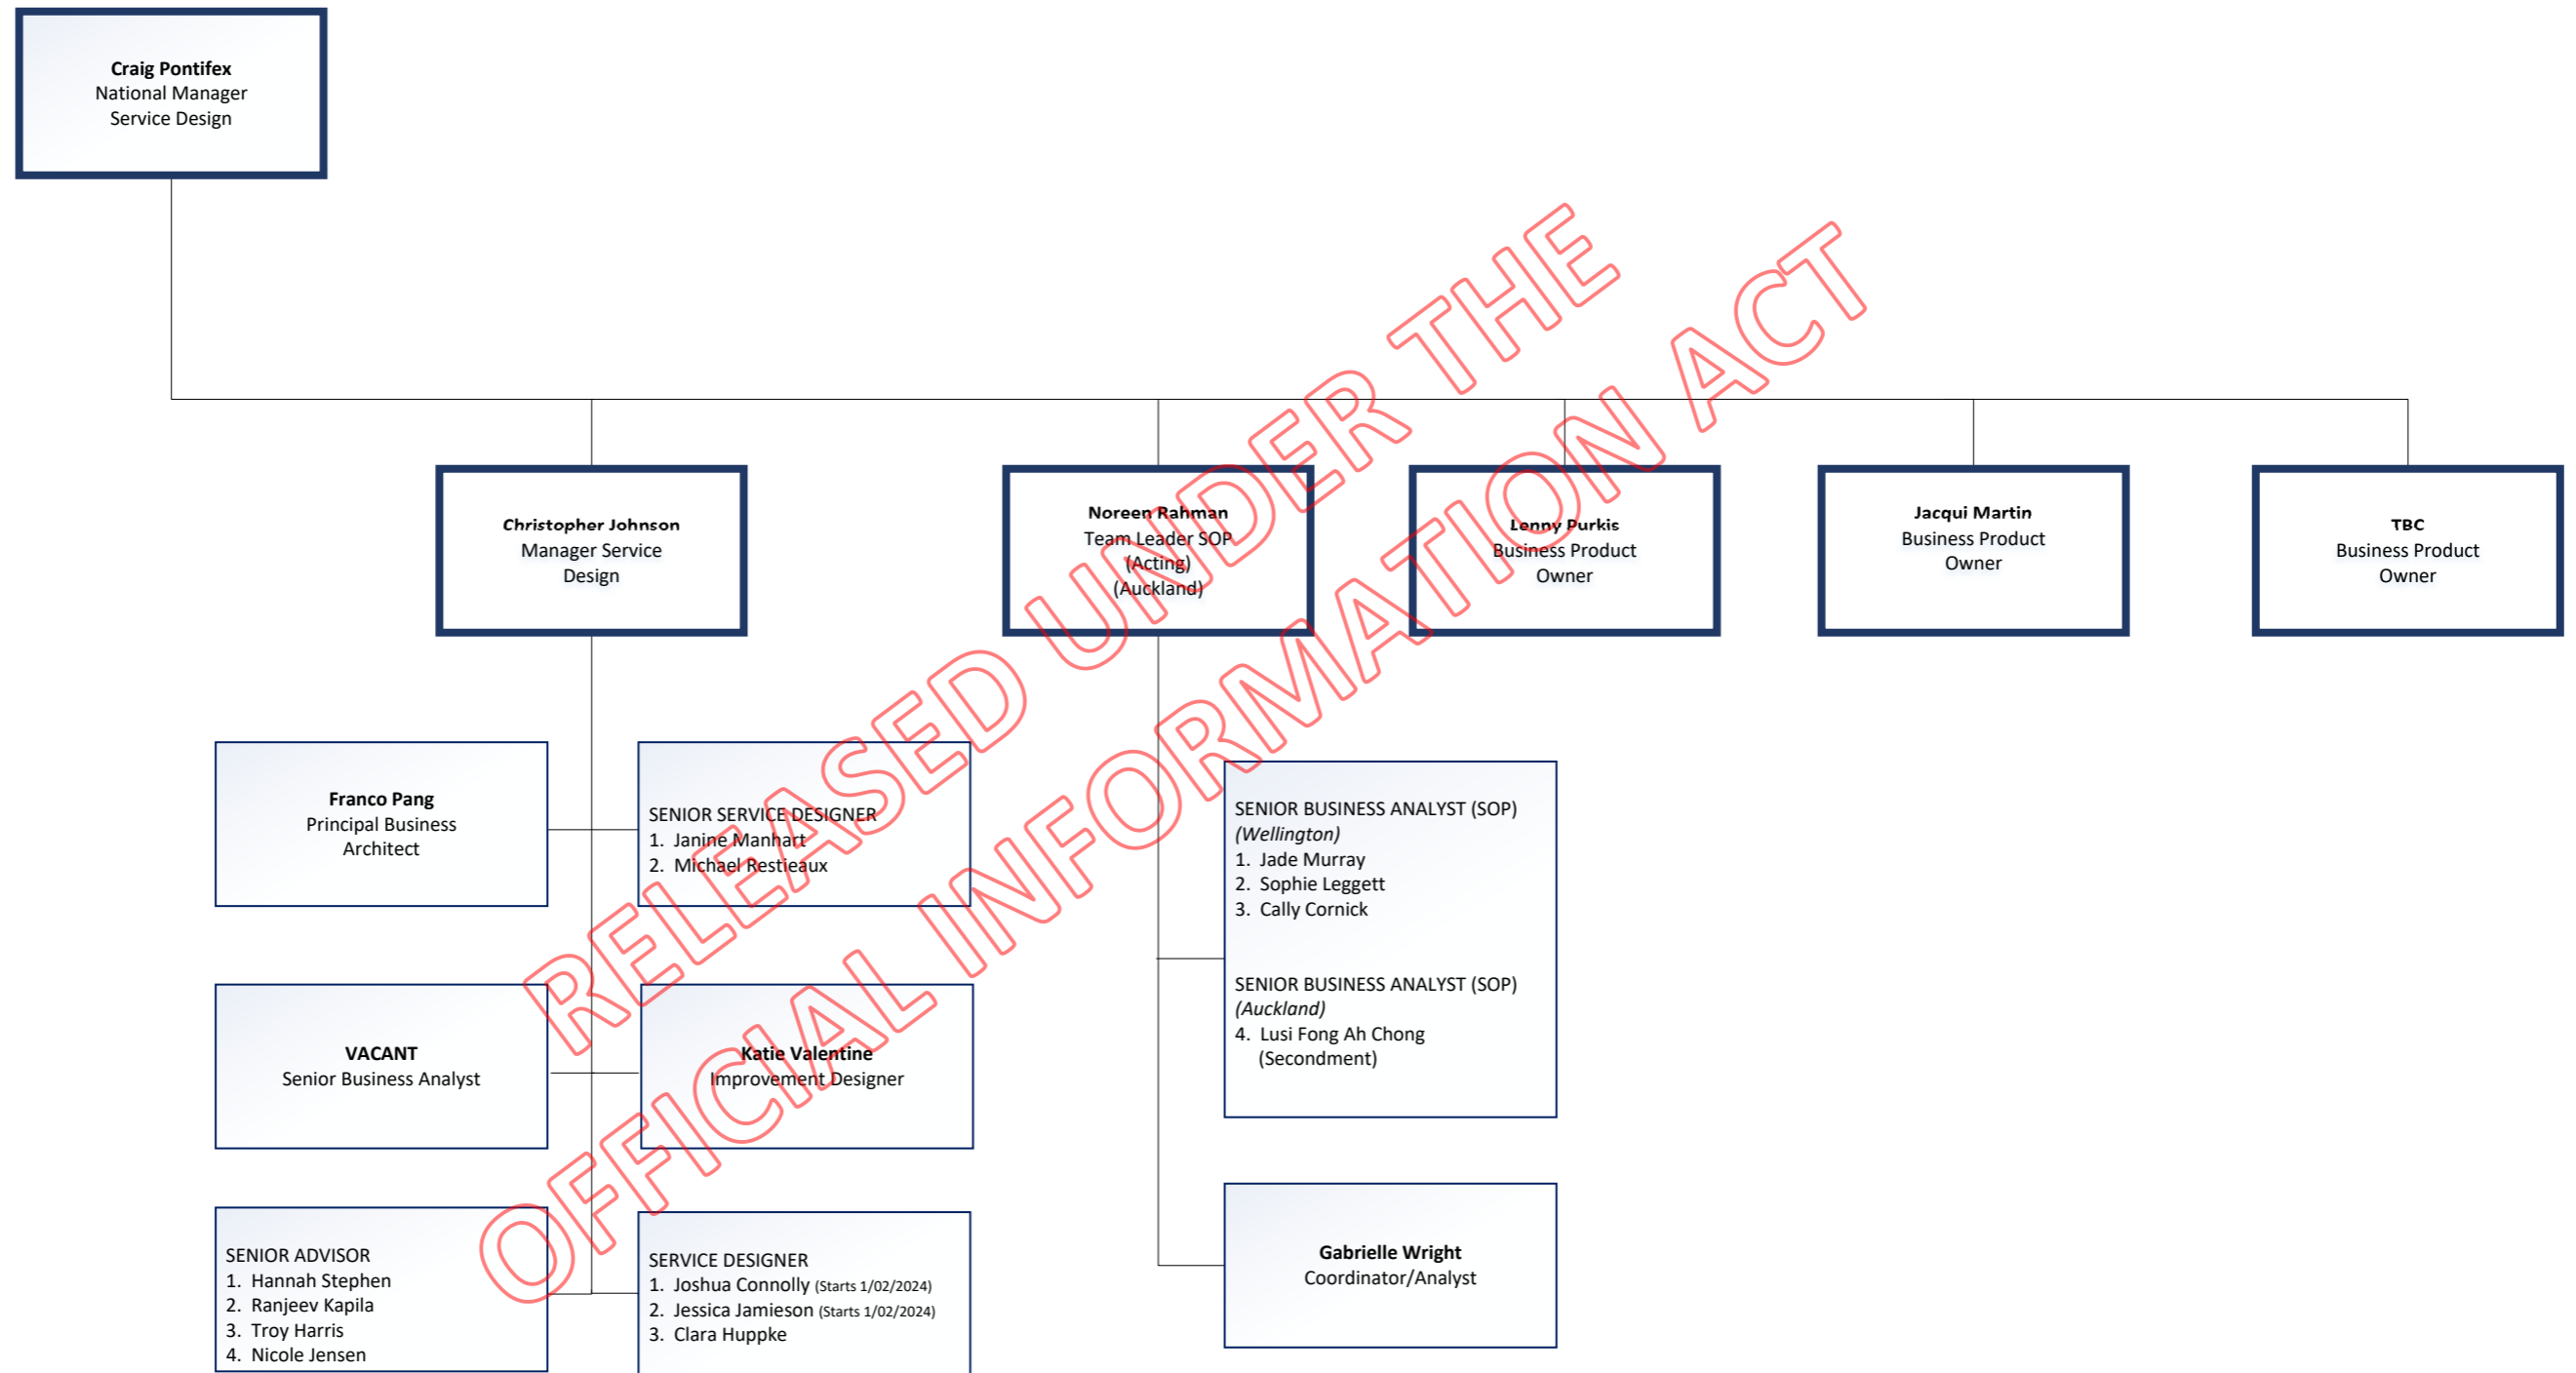 Craig Pontifex
National Manager
Service Design
Christopher Johnson
Manager Service
Design
Noreen Rahman
Team Leader SOP
(Acting)
(Auckland)
Lenny Purkis
Business Product
Owner
Jacqui Martin
Business Product
Owner
TBC
Business Product
Owner
Franco Pang
Principal Business
Architect
SENIOR SERVICE DESIGNER
1. Janine Manhart
2. Michael Restieaux
SENIOR BUSINESS ANALYST (SOP)
(Wellington)
1. Jade Murray
2. Sophie Leggett
3. Cally Cornick
SENIOR BUSINESS ANALYST (SOP)
(Auckland)
4. Lusi Fong Ah Chong
(Secondment)
VACANT
Senior Business Analyst
Katie Valentine
Improvement Designer
SENIOR ADVISOR
1. Hannah Stephen
2. Ranjeev Kapila
3. Troy Harris
4. Nicole Jensen
SERVICE DESIGNER
1. Joshua Connolly (Starts 1/02/2024)
2. Jessica Jamieson (Starts 1/02/2024)
3. Clara Huppke
Gabrielle Wright
Coordinator/Analyst
RELEASED UNDER THE
OFFICIAL INFORMATION ACT